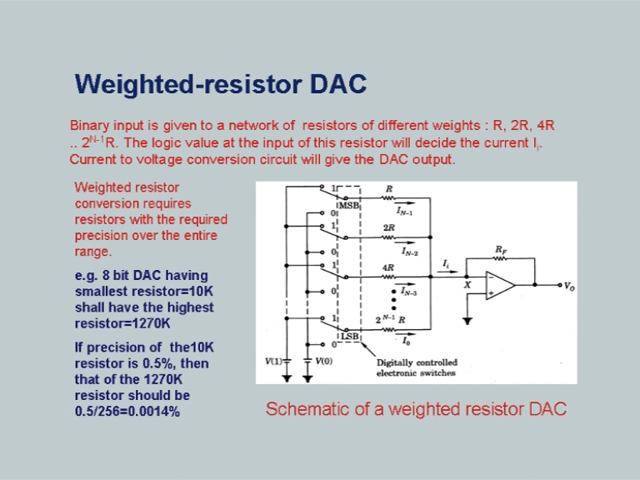 Weighted-resistor DAC
Binary input is given to a network of resistors of different weights : R, 2R, 4R
.. 2^N-1R. The logic value at the input of this resistor will decide the current Ii.
Current to voltage conversion circuit will give the DAC output.
Weighted resistor
conversion requires
resistors with the required
precision over the entire
range.
e.g. 8 bit DAC having
smallest resistor=10K
shall have the highest
resistor=1270K
If precision of the10K
resistor is 0.5%, then
that of the 1270K
resistor should be
0.5/256=0.0014%
1
MSB
0
R
I_N-1
1
0
2R
I_N-2
1
0
4R
I_N-3
1
LSB
0
2^N-1 R
I_0
I_i
X
R_F
−
+
V_O
V(1)
V(0)
Digitally controlled
electronic switches
Schematic of a weighted resistor DAC